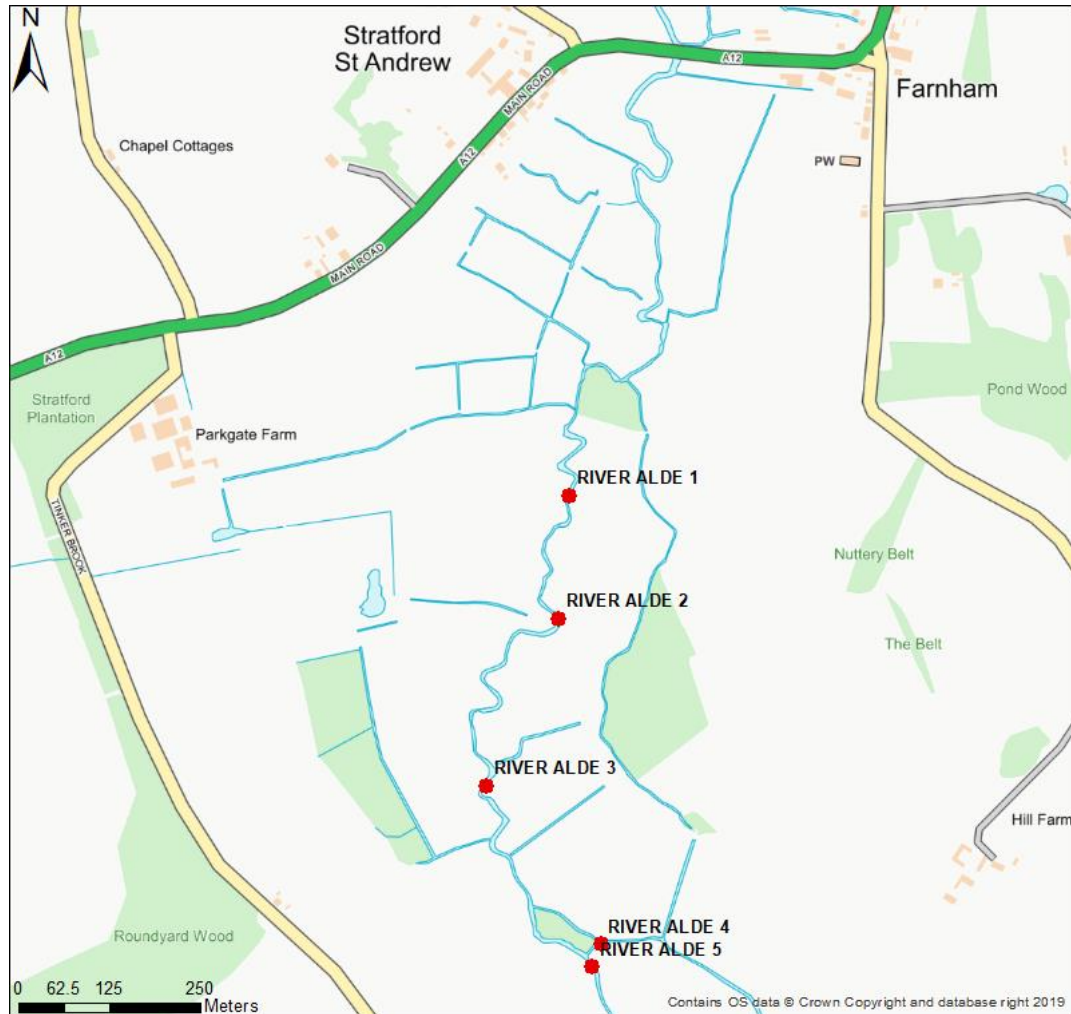 N
Stratford
St Andrew
A12
Farnham
MAIN ROAD
Chapel Cottages
A12
PW
MAIN ROAD
A12
Stratford
Plantation
Pond Wood
Parkgate Farm
RIVER ALDE 1
TINKER BROOK
Nuttery Belt
RIVER ALDE 2
The Belt
RIVER ALDE 3
Hill Farm
RIVER ALDE 4
Roundyard Wood
RIVER ALDE 5
0 62.5 125 250
Meters
Contains OS data © Crown Copyright and database right 2019